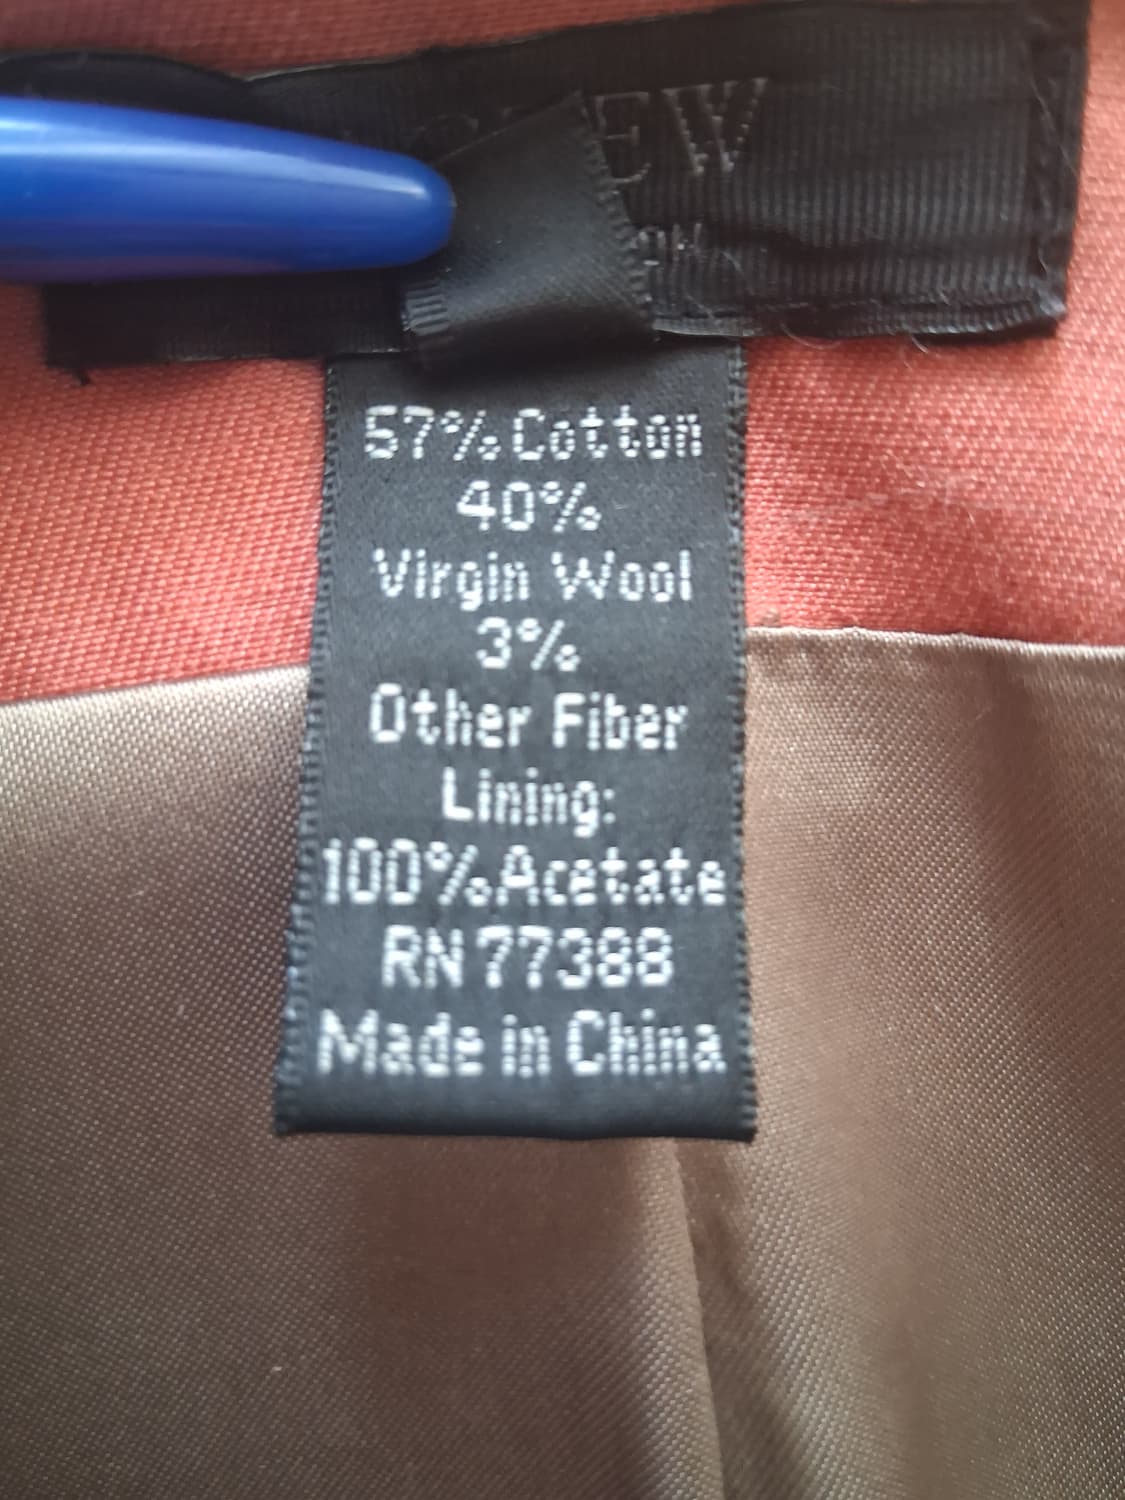 57% Cotton
40%
Virgin Wool
3%
Other Fiber
Lining:
100% Acetate
RN 77388
Made in China